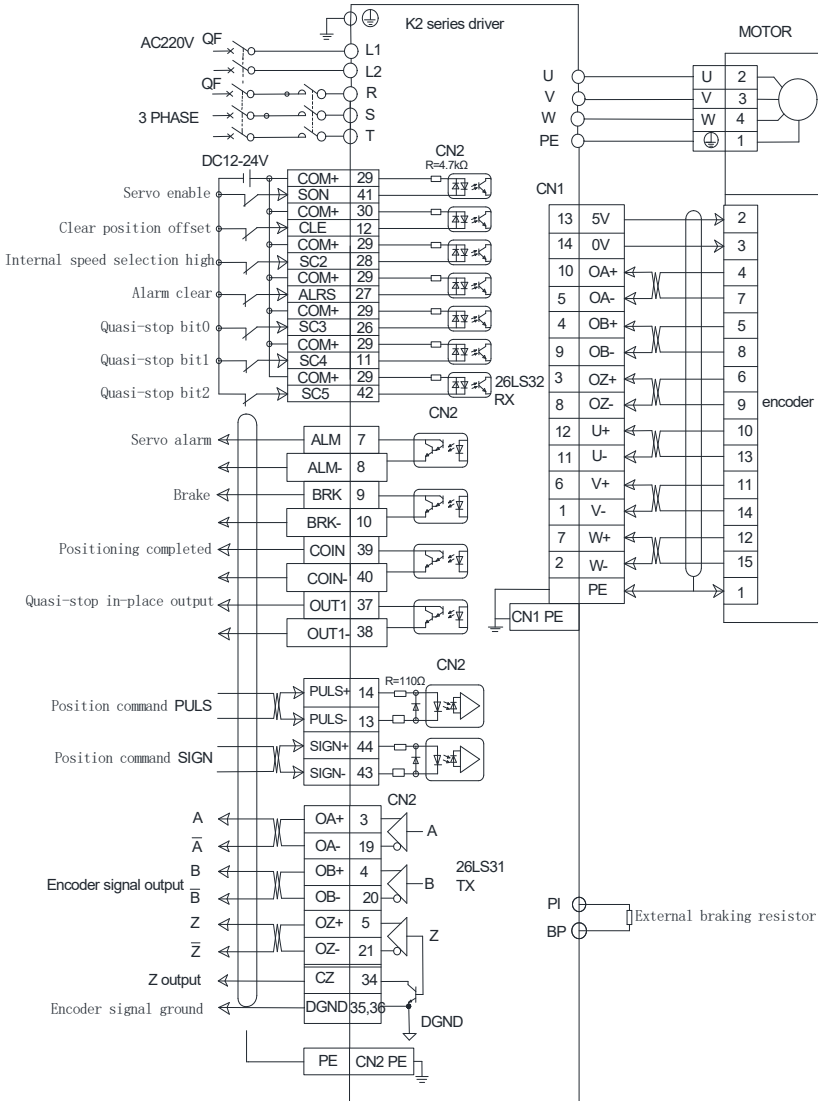 K2 series driver
MOTOR
AC220V QF L1
L2
QF R
3 PHASE S
T
U U 2
V V 3
W W 4
PE 1
DC12-24V
CN2
R=4.7kΩ
COM+ 29
Servo enable SON 41
COM+ 30
Clear position offset CLE 12
COM+ 29
Internal speed selection high SC2 28
COM+ 29
Alarm clear ALRS 27
COM+ 29
Quasi-stop bit0 SC3 26
COM+ 29
Quasi-stop bit1 SC4 11
COM+ 29
Quasi-stop bit2 SC5 42
26LS32
RX
CN2
Servo alarm ALM 7
ALM- 8
Brake BRK 9
BRK- 10
Positioning completed COIN 39
COIN- 40
Quasi-stop in-place output OUT1 37
OUT1- 38
CN2
R=110Ω
PULS+ 14
Position command PULS
PULS- 13
SIGN+ 44
Position command SIGN
SIGN- 43
CN2
A OA+ 3
A
A OA- 19
B OB+ 4
B
26LS31
TX
Encoder signal output
B OB- 20
Z OZ+ 5
Z
Z OZ- 21
Z output CZ 34
Encoder signal ground DGND 35,36
DGND
PE CN2 PE
CN1
13 5V 2
14 0V 3
10 OA+ 4
5 OA- 7
4 OB+ 5
9 OB- 8
3 OZ+ 6
8 OZ- 9
encoder
12 U+ 10
11 U- 13
6 V+ 11
1 V- 14
7 W+ 12
2 W- 15
PE 1
CN1 PE
PI
External braking resistor
BP